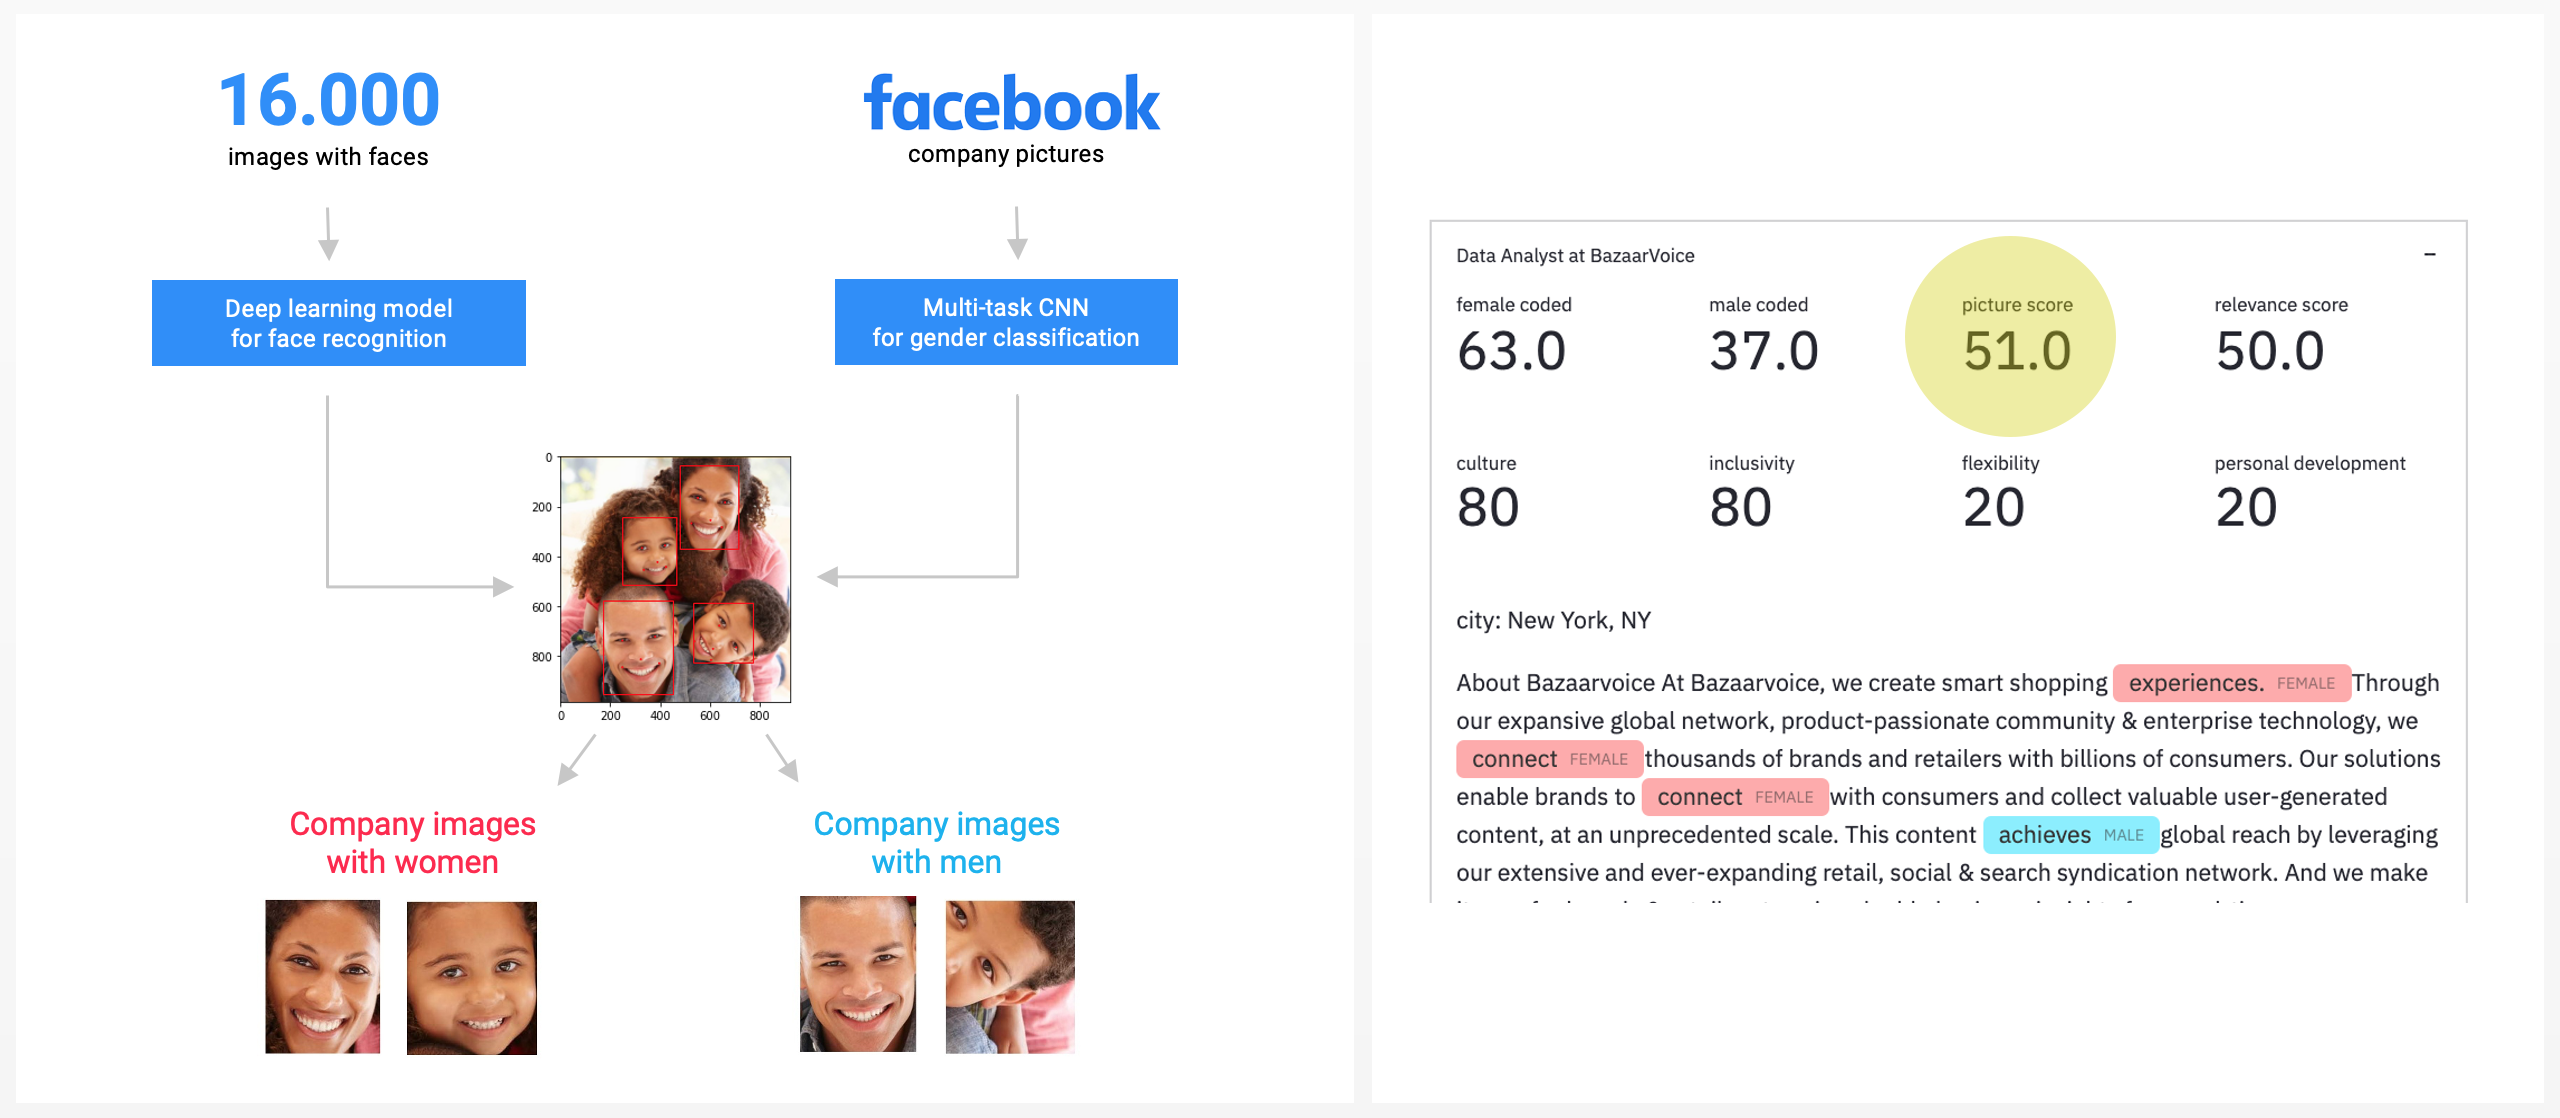 16.000
images with faces
facebook
company pictures
Deep learning model
for face recognition
Multi-task CNN
for gender classification
0
200
400
600
800
0 200 400 600 800
Company images
with women
Company images
with men
Data Analyst at BazaarVoice –
female coded male coded picture score relevance score
63.0 37.0 51.0 50.0
culture inclusivity flexibility personal development
80 80 20 20
city: New York, NY
About Bazaarvoice At Bazaarvoice, we create smart shopping experiences. FEMALE Through
our expansive global network, product-passionate community & enterprise technology, we
connect FEMALE thousands of brands and retailers with billions of consumers. Our solutions
enable brands to connect FEMALE with consumers and collect valuable user-generated
content, at an unprecedented scale. This content achieves MALE global reach by leveraging
our extensive and ever-expanding retail, social & search syndication network. And we make